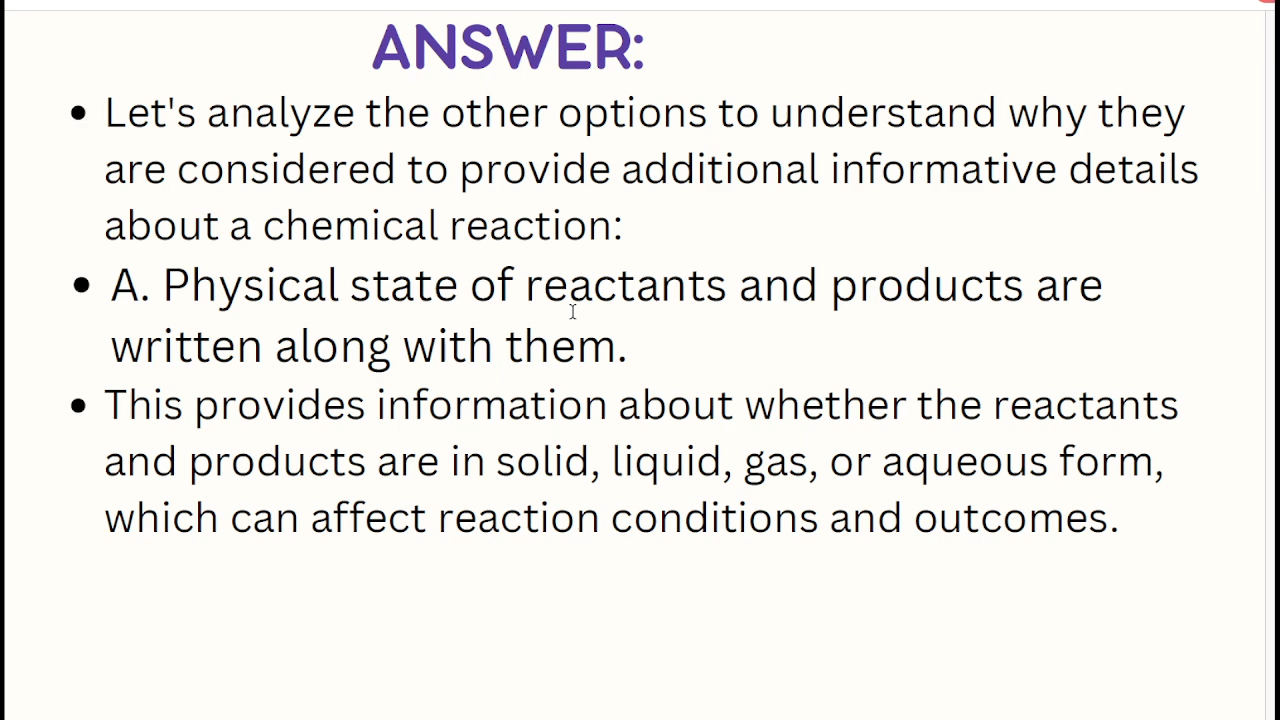 ANSWER:
• Let's analyze the other options to understand why they
are considered to provide additional informative details
about a chemical reaction:
• A. Physical state of reactants and products are
written along with them.
• This provides information about whether the reactants
and products are in solid, liquid, gas, or aqueous form,
which can affect reaction conditions and outcomes.